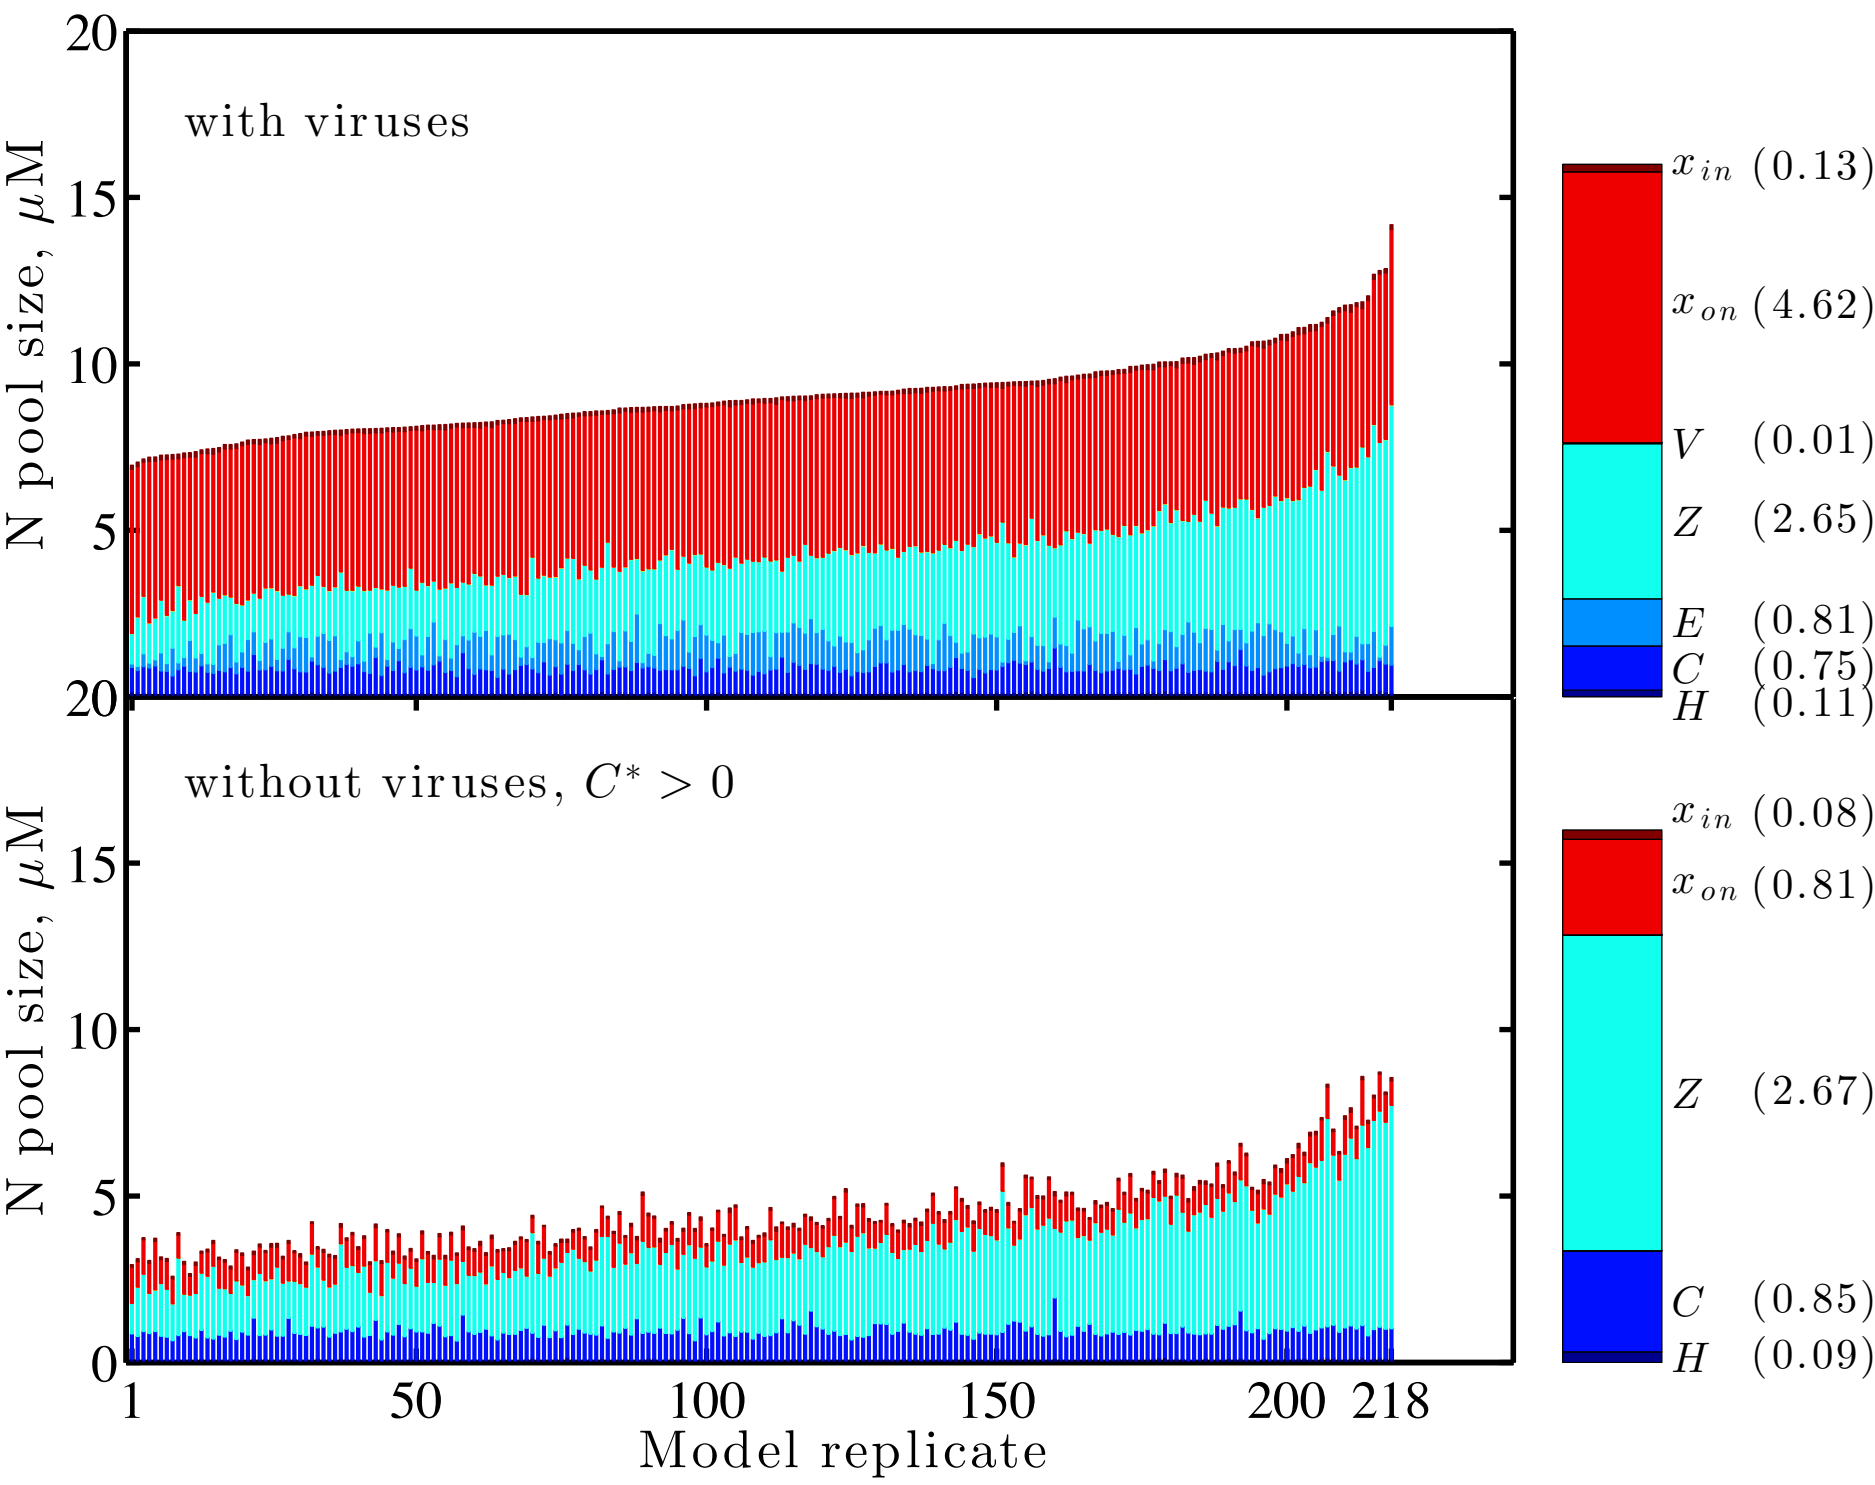 20
15
10
5
N pool size, μM
with viruses
x_in (0.13)
x_on (4.62)
V (0.01)
Z (2.65)
E (0.81)
C (0.75)
H (0.11)
20
15
10
5
0
N pool size, μM
without viruses, C* > 0
x_in (0.08)
x_on (0.81)
Z (2.67)
C (0.85)
H (0.09)
1 50 100 150 200 218
Model replicate